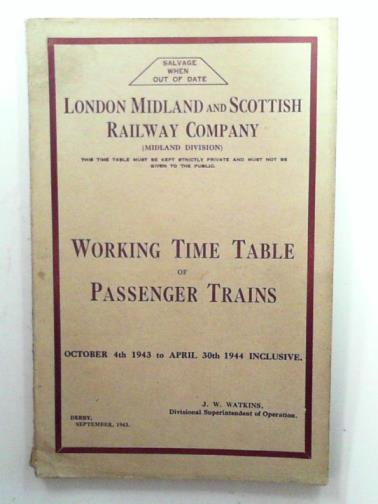 SALVAGE
WHEN
OUT OF DATE
LONDON MIDLAND AND SCOTTISH
RAILWAY COMPANY
(MIDLAND DIVISION)
THIS TIME TABLE MUST BE KEPT STRICTLY PRIVATE AND MUST NOT BE
GIVEN TO THE PUBLIC.
WORKING TIME TABLE
OF
PASSENGER TRAINS
OCTOBER 4th 1943 to APRIL 30th 1944 INCLUSIVE.
J. W. WATKINS,
Divisional Superintendent of Operation.
DERBY,
SEPTEMBER, 1943.